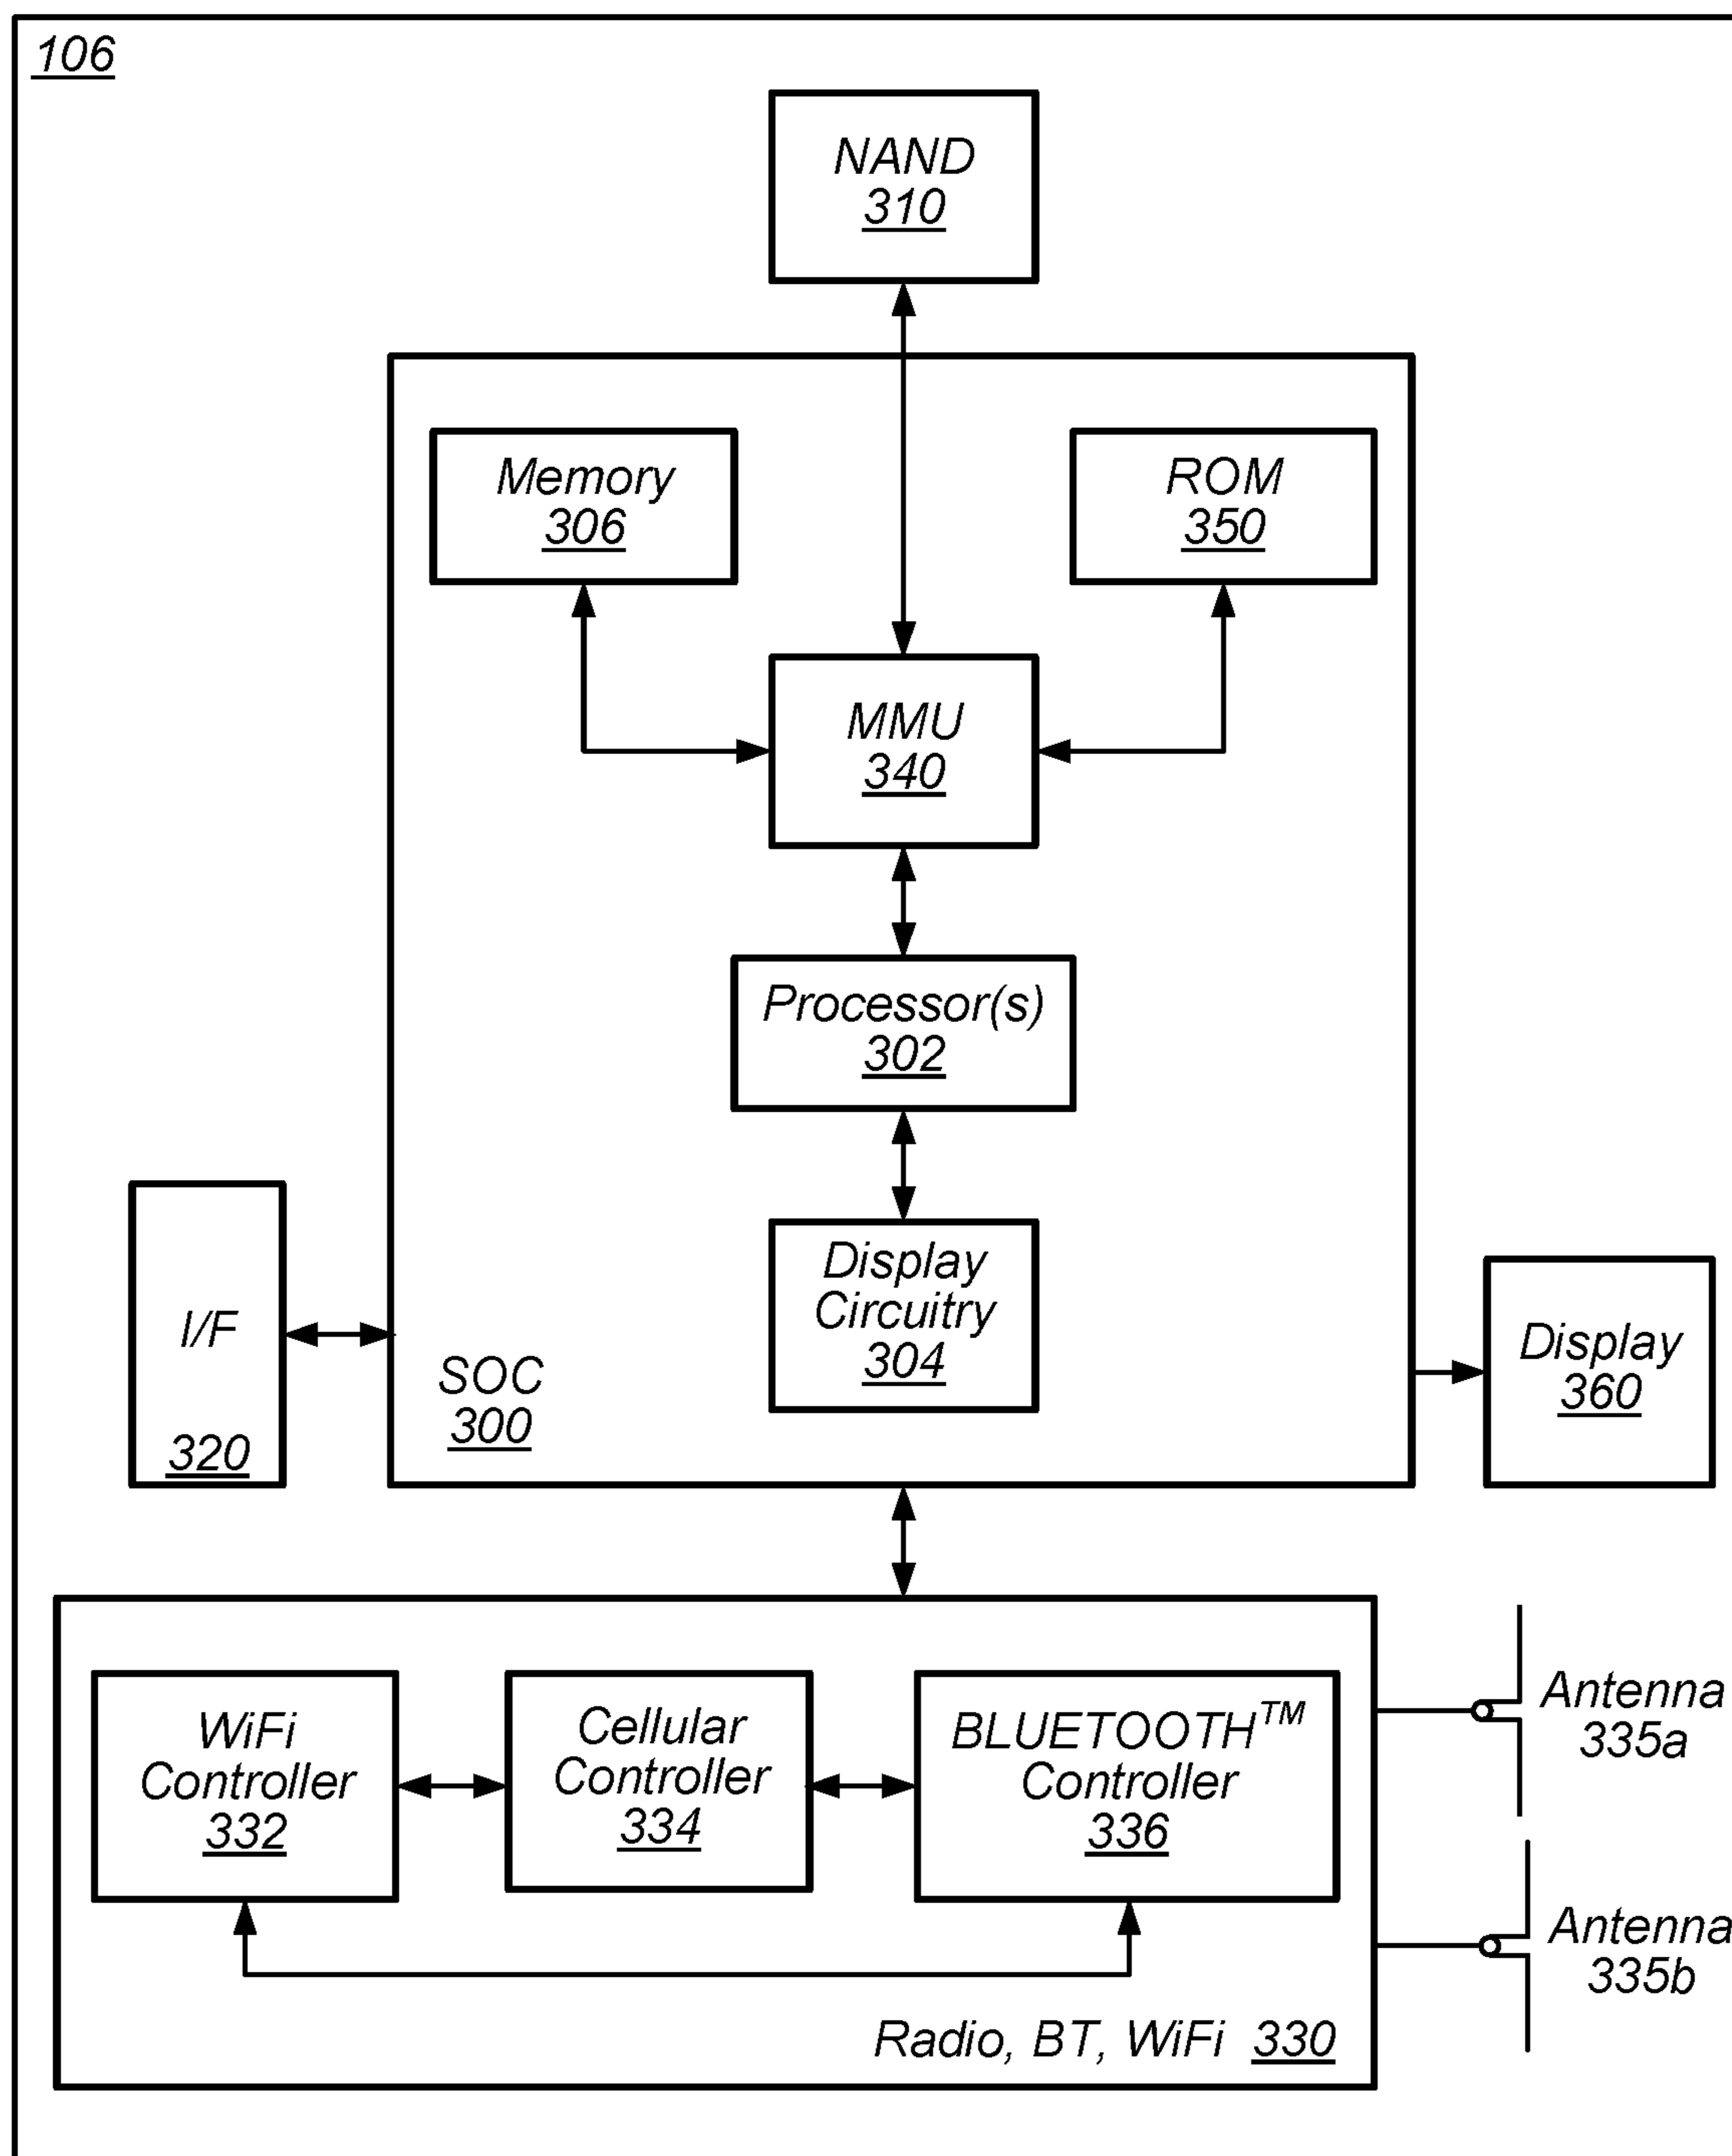 106
NAND
310
Memory
306
ROM
350
MMU
340
Processor(s)
302
Display
Circuitry
304
I/F
320
SOC
300
Display
360
WiFi
Controller
332
Cellular
Controller
334
BLUETOOTH™
Controller
336
Antenna
335a
Antenna
335b
Radio, BT, WiFi 330